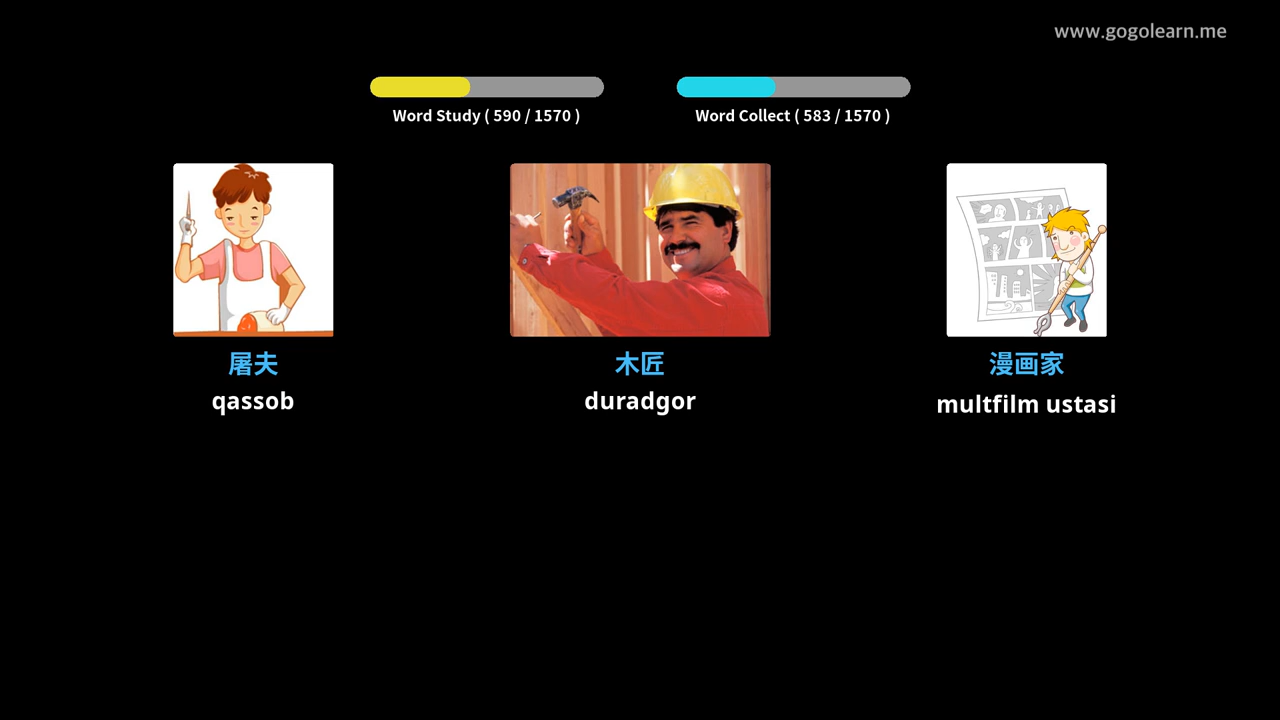 www.gogolearn.me
Word Study ( 590 / 1570 )
Word Collect ( 583 / 1570 )
屠夫
木匠
漫画家
qassob
duradgor
multfilm ustasi